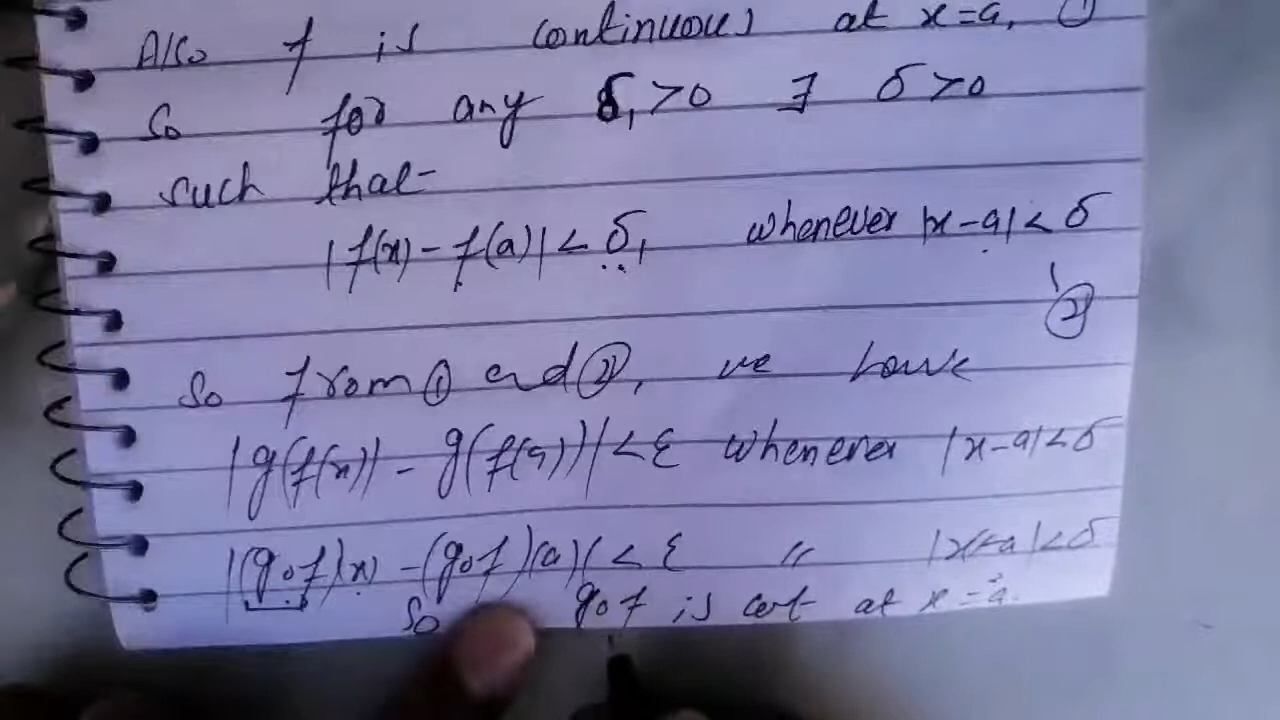 Also f is continuous at x=a, ①
So for any δ₁>0 ∃ δ>0
such that
|f(x)-f(a)|<δ₁ whenever |x-a|<δ
②
So from ① and ②, we have
|g(f(x))-g(f(a))|<ε whenever |x-a|<δ
|(gof)(x)-(gof)(a)|<ε " |x-a|<δ
So gof is cont at x=a.